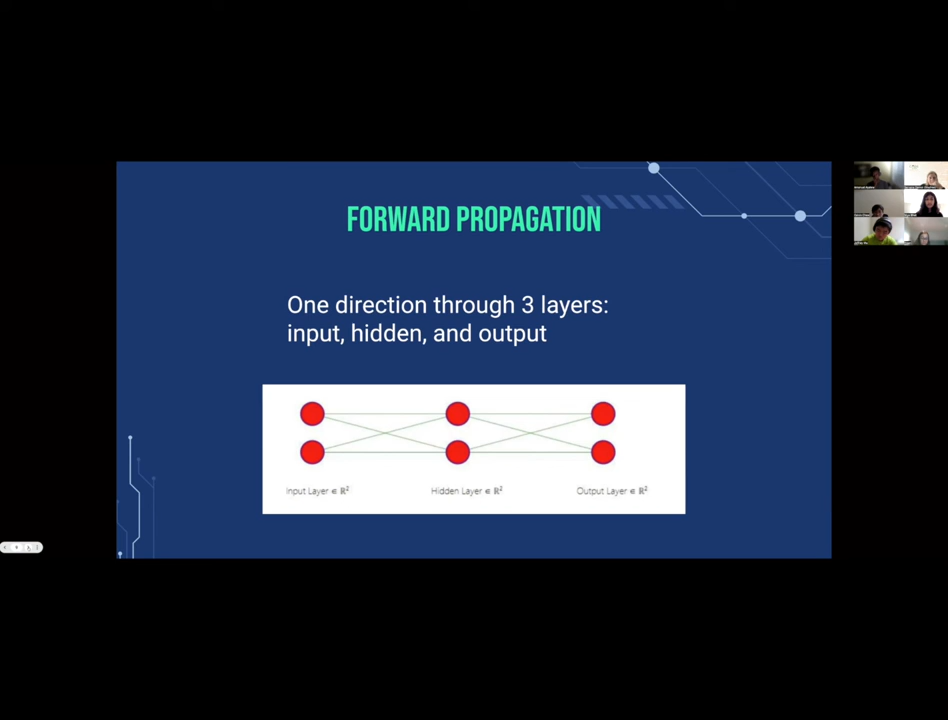 FORWARD PROPAGATION
One direction through 3 layers:
input, hidden, and output
Input Layer ∈ ℝ²
Hidden Layer ∈ ℝ²
Output Layer ∈ ℝ²